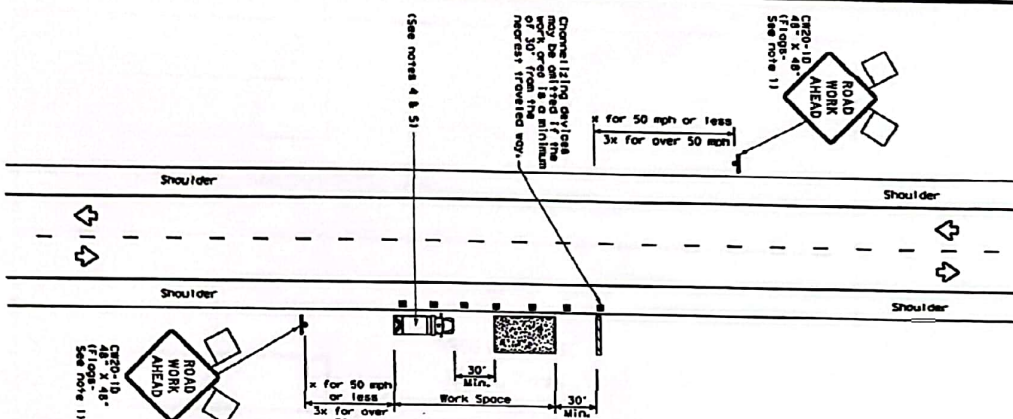 CW20-1D
48" X 48"
(Flags-
See note 1)
ROAD
WORK
AHEAD
Channelizing devices
may be omitted if the
work area is a minimum
of 30' from the
nearest traveled way.
(See notes 4 & 5)
x for 50 mph or less
3x for over 50 mph
Shoulder
Shoulder
Shoulder
Shoulder
CW20-1D
48" X 48"
(Flags-
See note 1)
ROAD
WORK
AHEAD
x for 50 mph
or less
3x for over
30'
Min.
Work Space
30'
Min.